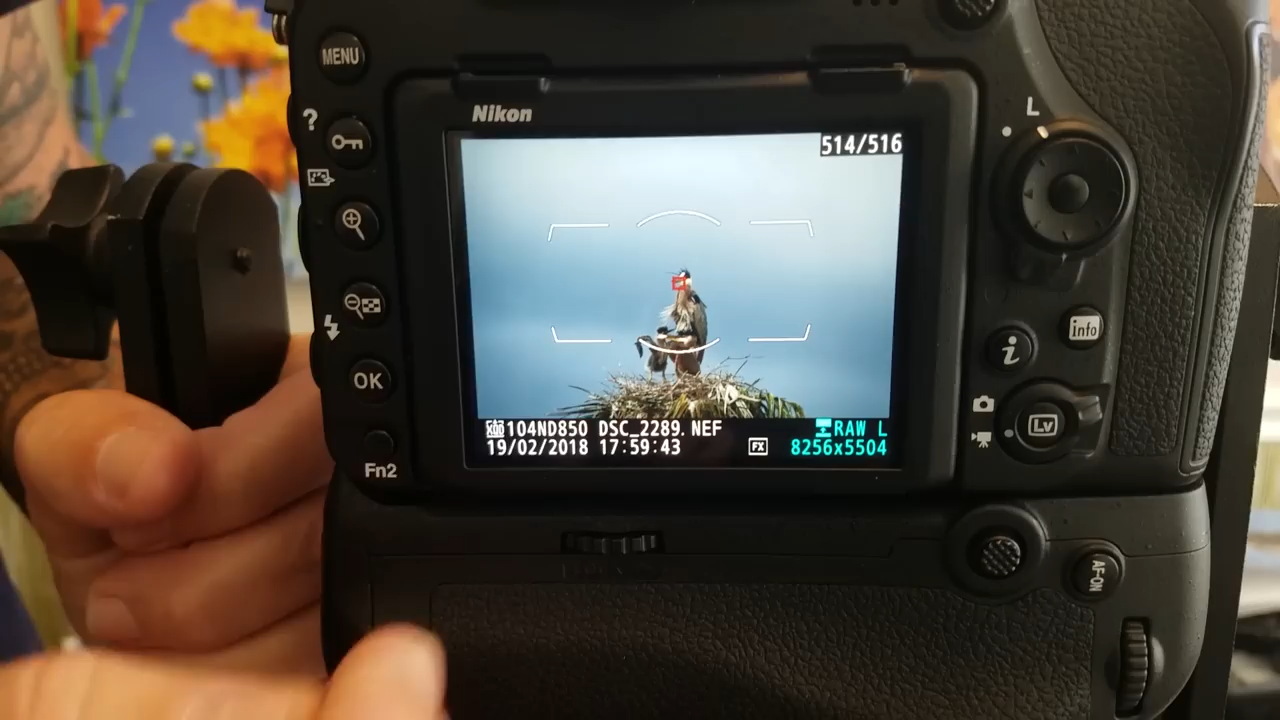 MENU
Nikon
514/516
L
?
OK
Fn2
XQD 104ND850 DSC_2289.NEF
RAW L
19/02/2018 17:59:43
FX
8256x5504
i
info
Lv
AF-ON